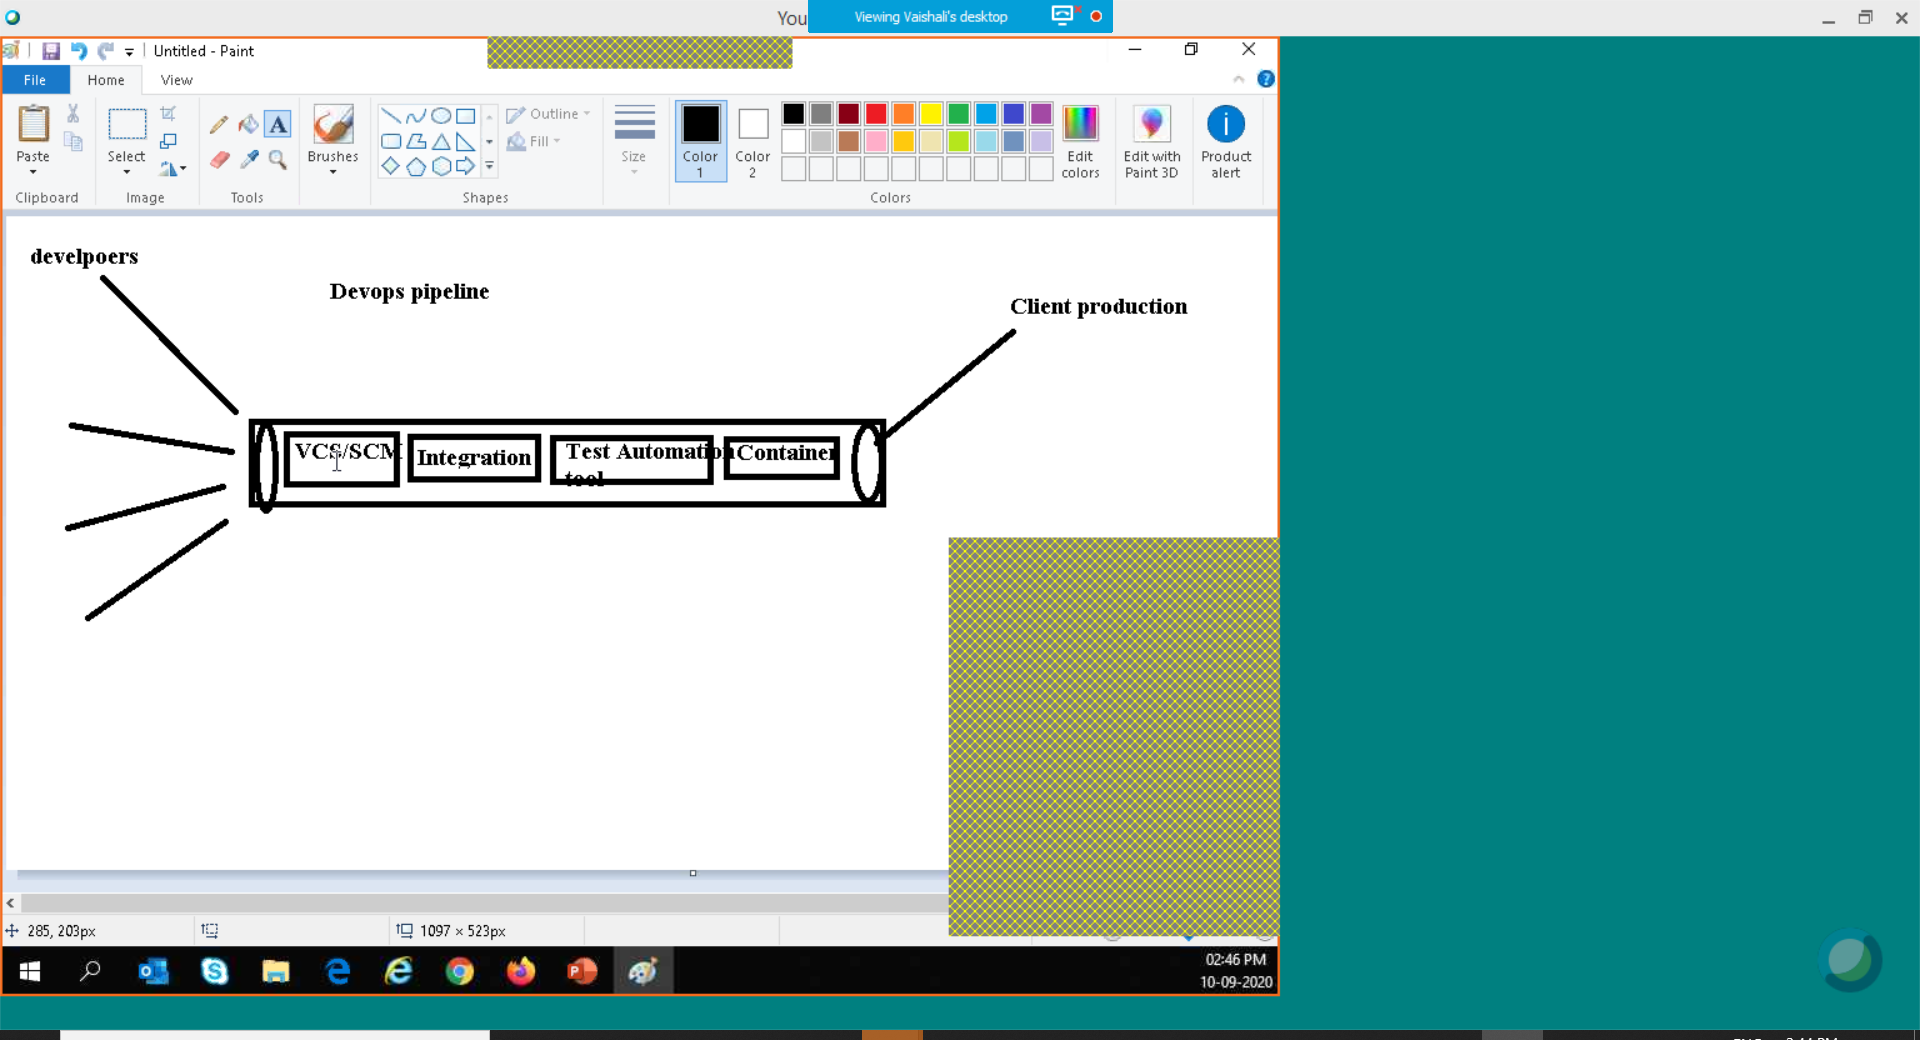 You
Viewing Vaishali's desktop
Untitled - Paint
File Home View
Paste
Select
Brushes
Outline
Fill
Size
Color
1
Color
2
Edit
colors
Edit with
Paint 3D
Product
alert
Clipboard
Image
Tools
Shapes
Colors
develpoers
Devops pipeline
Client production
VCS/SCM
Integration
Test Automation
tool
Container
285, 203px
1097 × 523px
02:46 PM
10-09-2020